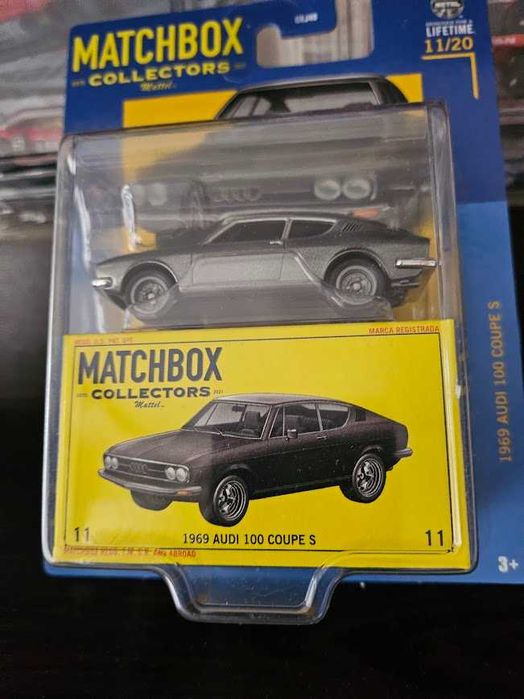 MATCHBOX
COLLECTORS
Mattel
LIFETIME
11/20
1969 AUDI 100 COUPE S
3+
MARCA REGISTRADA
MATCHBOX
COLLECTORS
Mattel
11
1969 AUDI 100 COUPE S
11
ABROAD